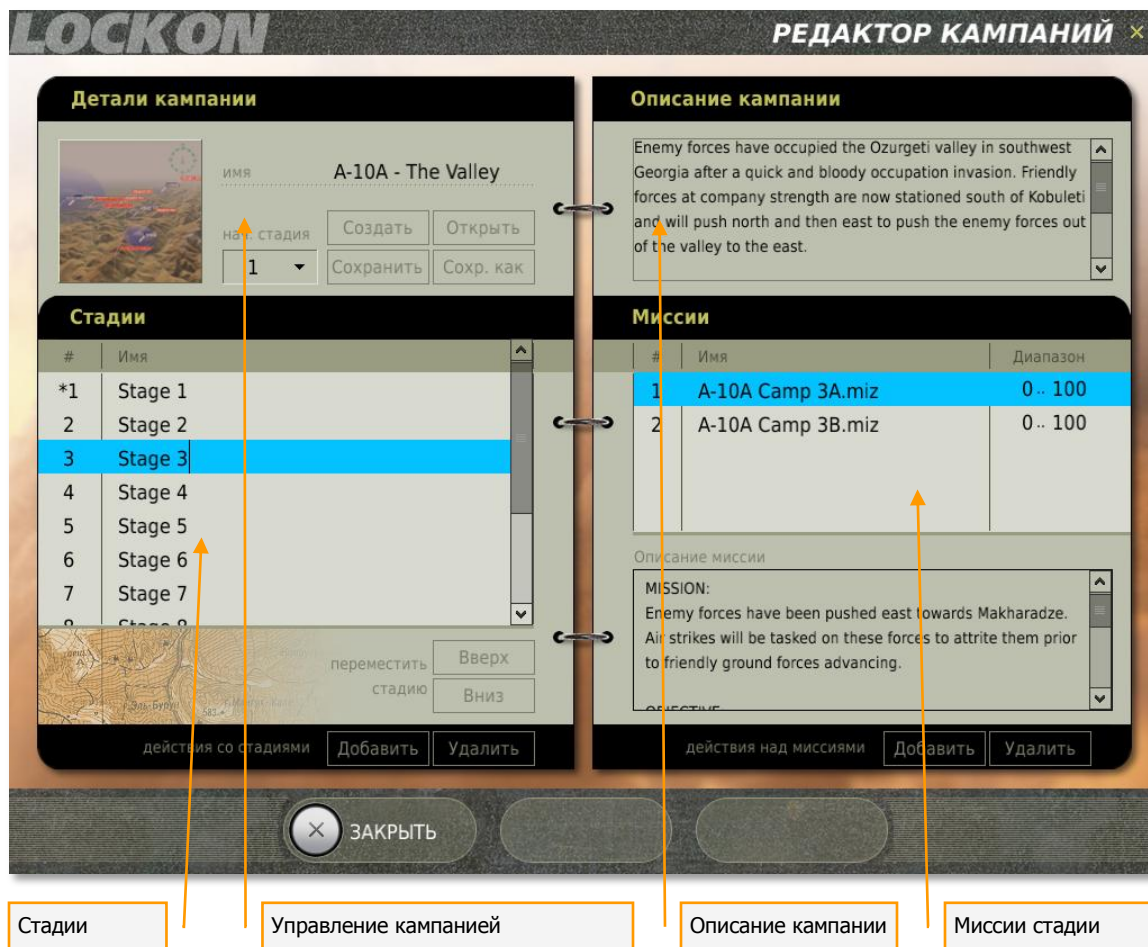 LOCKON
РЕДАКТОР КАМПАНИЙ
Детали кампании
имя A-10A - The Valley
нач. стадия
1
Создать Открыть
Сохранить Сохр. как
Описание кампании
Enemy forces have occupied the Ozurgeti valley in southwest
Georgia after a quick and bloody occupation invasion. Friendly
forces at company strength are now stationed south of Kobuleti
and will push north and then east to push the enemy forces out
of the valley to the east.
Стадии
# Имя
*1 Stage 1
2 Stage 2
3 Stage 3
4 Stage 4
5 Stage 5
6 Stage 6
7 Stage 7
8 Stage 8
переместить
стадию
Вверх
Вниз
действия со стадиями Добавить Удалить
Миссии
# Имя Диапазон
1 A-10A Camp 3A.miz 0 .. 100
2 A-10A Camp 3B.miz 0 .. 100
Описание миссии
MISSION:
Enemy forces have been pushed east towards Makharadze.
Air strikes will be tasked on these forces to attrite them prior
to friendly ground forces advancing.
OBJECTIVE
действия над миссиями Добавить Удалить
ЗАКРЫТЬ
Стадии
Управление кампанией
Описание кампании
Миссии стадии